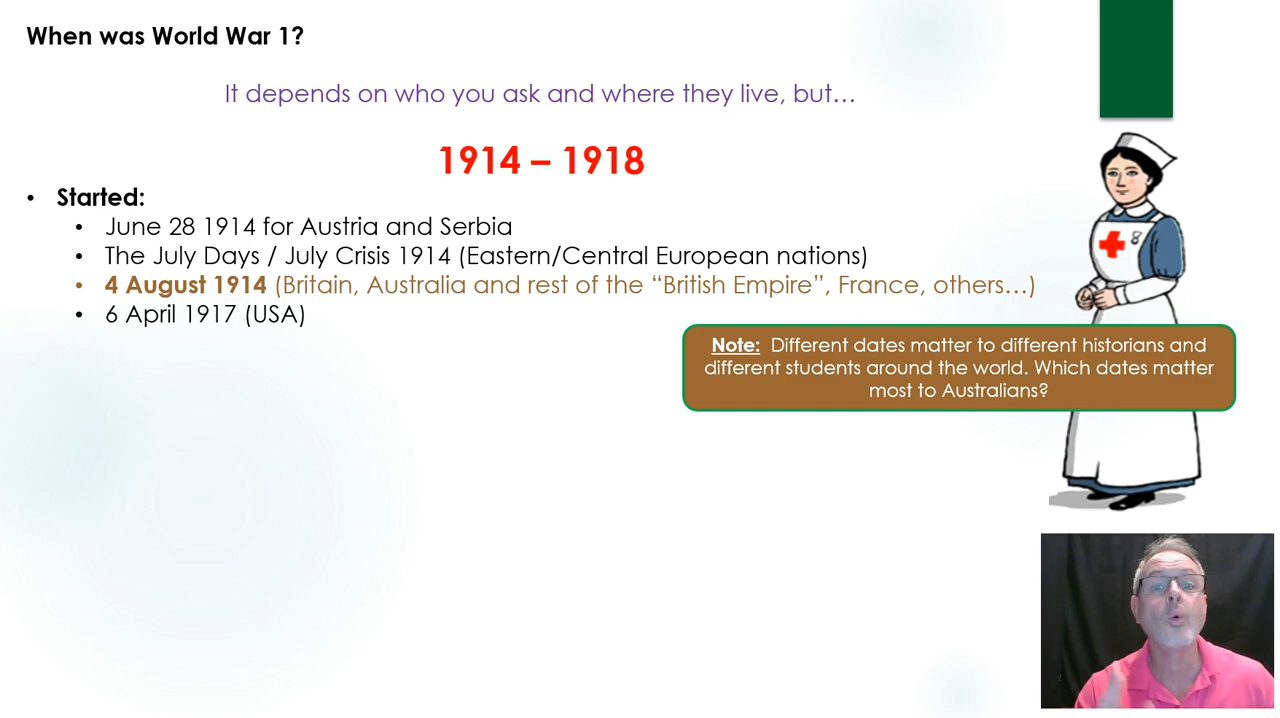 When was World War 1?
It depends on who you ask and where they live, but…
1914 – 1918
• Started:
• June 28 1914 for Austria and Serbia
• The July Days / July Crisis 1914 (Eastern/Central European nations)
• 4 August 1914 (Britain, Australia and rest of the “British Empire”, France, others…)
• 6 April 1917 (USA)
Note: Different dates matter to different historians and
different students around the world. Which dates matter
most to Australians?